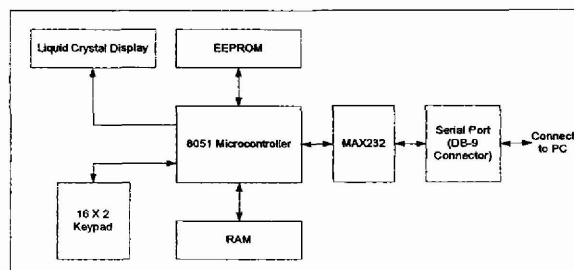 Liquid Crystal Display
EEPROM
8051 Microcontroller
MAX232
Serial Port
(DB-9
Connector)
Connect
to PC
16 X 2
Keypad
RAM